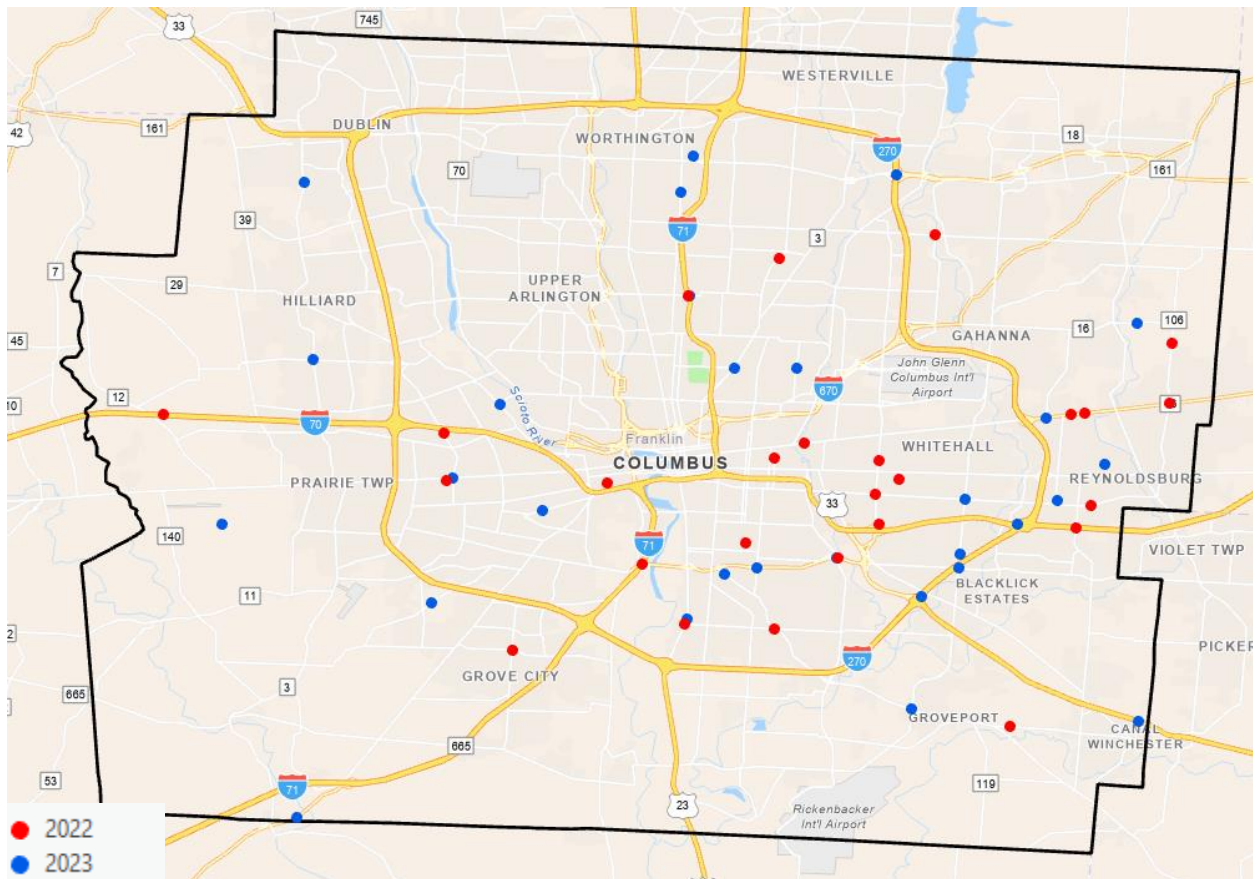 745
33
WESTERVILLE
DUBLIN
161
42
WORTHINGTON
18
270
70
161
39
71
3
7
29
UPPER
ARLINGTON
HILLIARD
106
16
GAHANNA
45
John Glenn
Columbus Int'l
Airport
670
12
10
Scioto River
70
Franklin
WHITEHALL
COLUMBUS
PRAIRIE TWP
REYNOLDSBURG
33
140
71
VIOLET TWP
BLACKLICK
ESTATES
11
2
PICKER
270
GROVE CITY
3
665
GROVEPORT
CANAL
WINCHESTER
665
53
71
119
23
Rickenbacker
Int'l Airport
2022
2023